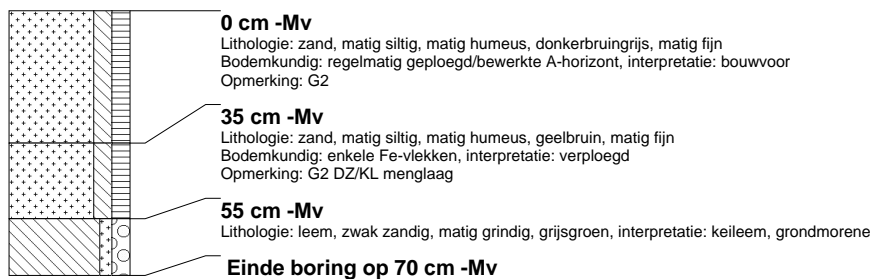 0 cm -Mv
Lithologie: zand, matig siltig, matig humeus, donkerbruingrijs, matig fijn
Bodemkundig: regelmatig geploegd/bewerkte A-horizont, interpretatie: bouwvoor
Opmerking: G2
35 cm -Mv
Lithologie: zand, matig siltig, matig humeus, geelbruin, matig fijn
Bodemkundig: enkele Fe-vlekken, interpretatie: verploegd
Opmerking: G2 DZ/KL menglaag
55 cm -Mv
Lithologie: leem, zwak zandig, matig grindig, grijsgroen, interpretatie: keileem, grondmorene
Einde boring op 70 cm -Mv